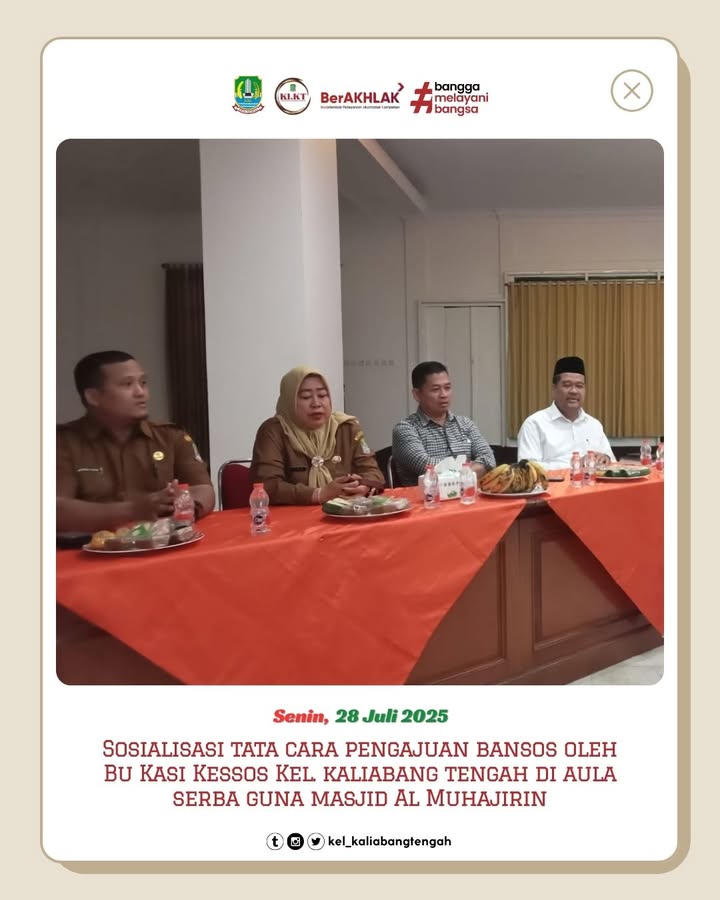 KLKT
BerAKHLAK
#bangga
melayani
bangsa
Senin, 28 Juli 2025
Sosialisasi tata cara pengajuan bansos oleh
Bu Kasi Kessos Kel. kaliabang tengah di aula
serba guna masjid Al Muhajirin
kel_kaliabangtengah